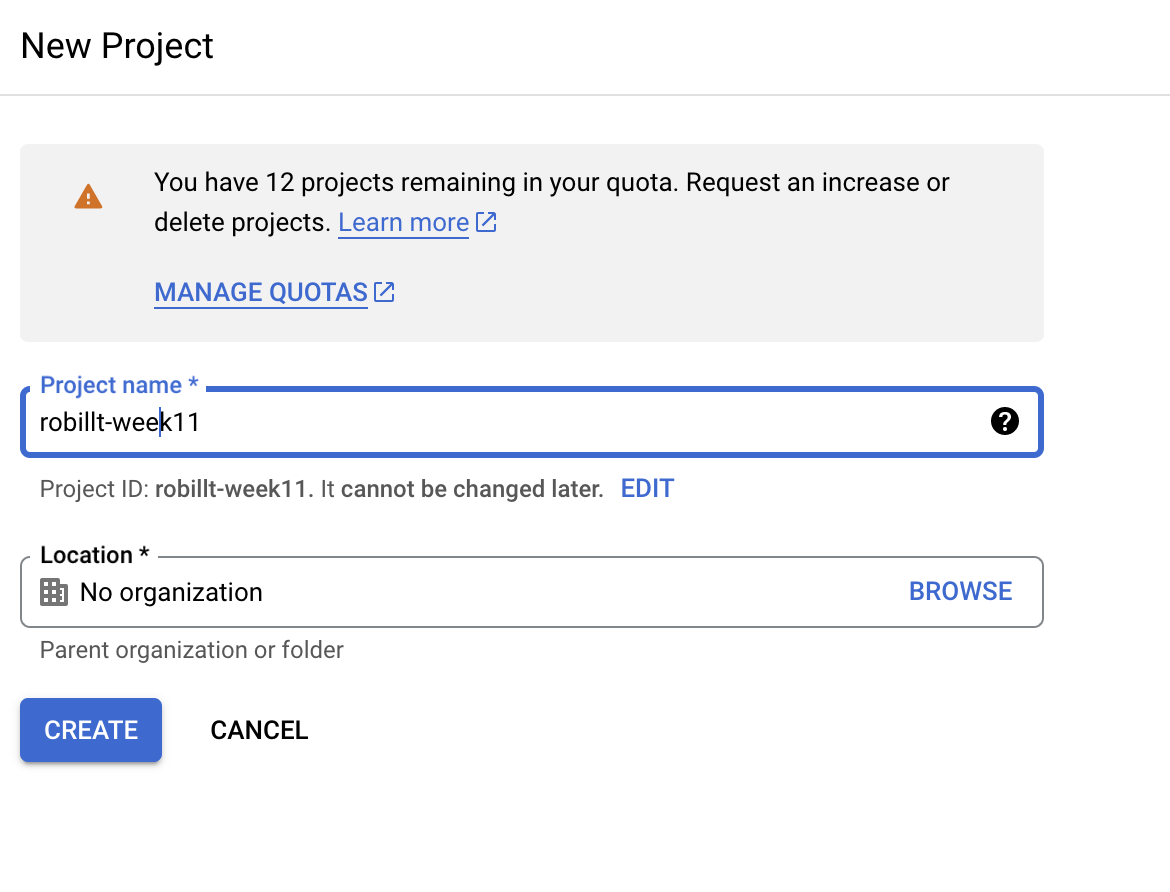 New Project
You have 12 projects remaining in your quota. Request an increase or
delete projects. Learn more
MANAGE QUOTAS
Project name *
robillt-week11
Project ID: robillt-week11. It cannot be changed later. EDIT
Location *
No organization BROWSE
Parent organization or folder
CREATE CANCEL